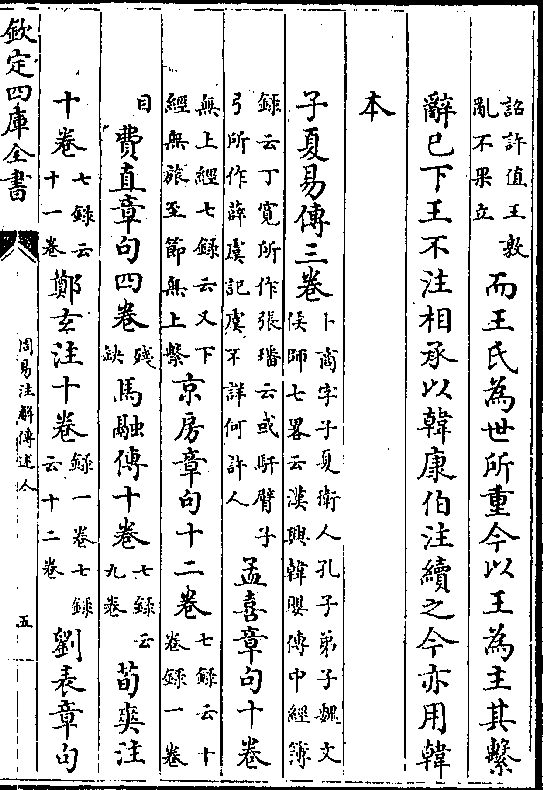 詔許值王敦亂不果立而王氏為世所重今以王為主其繫
辭已下王不注相承以韓康伯注續之今亦用韓
本
子夏易傳三卷卜商字子夏衛人孔子弟子魏文侯師七畧云漢興韓嬰傳中經簿
録云丁寬所作張璠云或馯臂子弓所作薛虞記虞不詳何許人孟喜章句十卷
無上經七録云又下經無旅至節無上繫京房章句十二卷七録云十卷録一卷
目費直章句四卷殘缺馬融傳十卷七録云九卷荀爽注
十卷七録云十一卷鄭玄注十卷録一卷七録云十二卷劉表章句
欽定四庫全書
周易注解傳述人
五